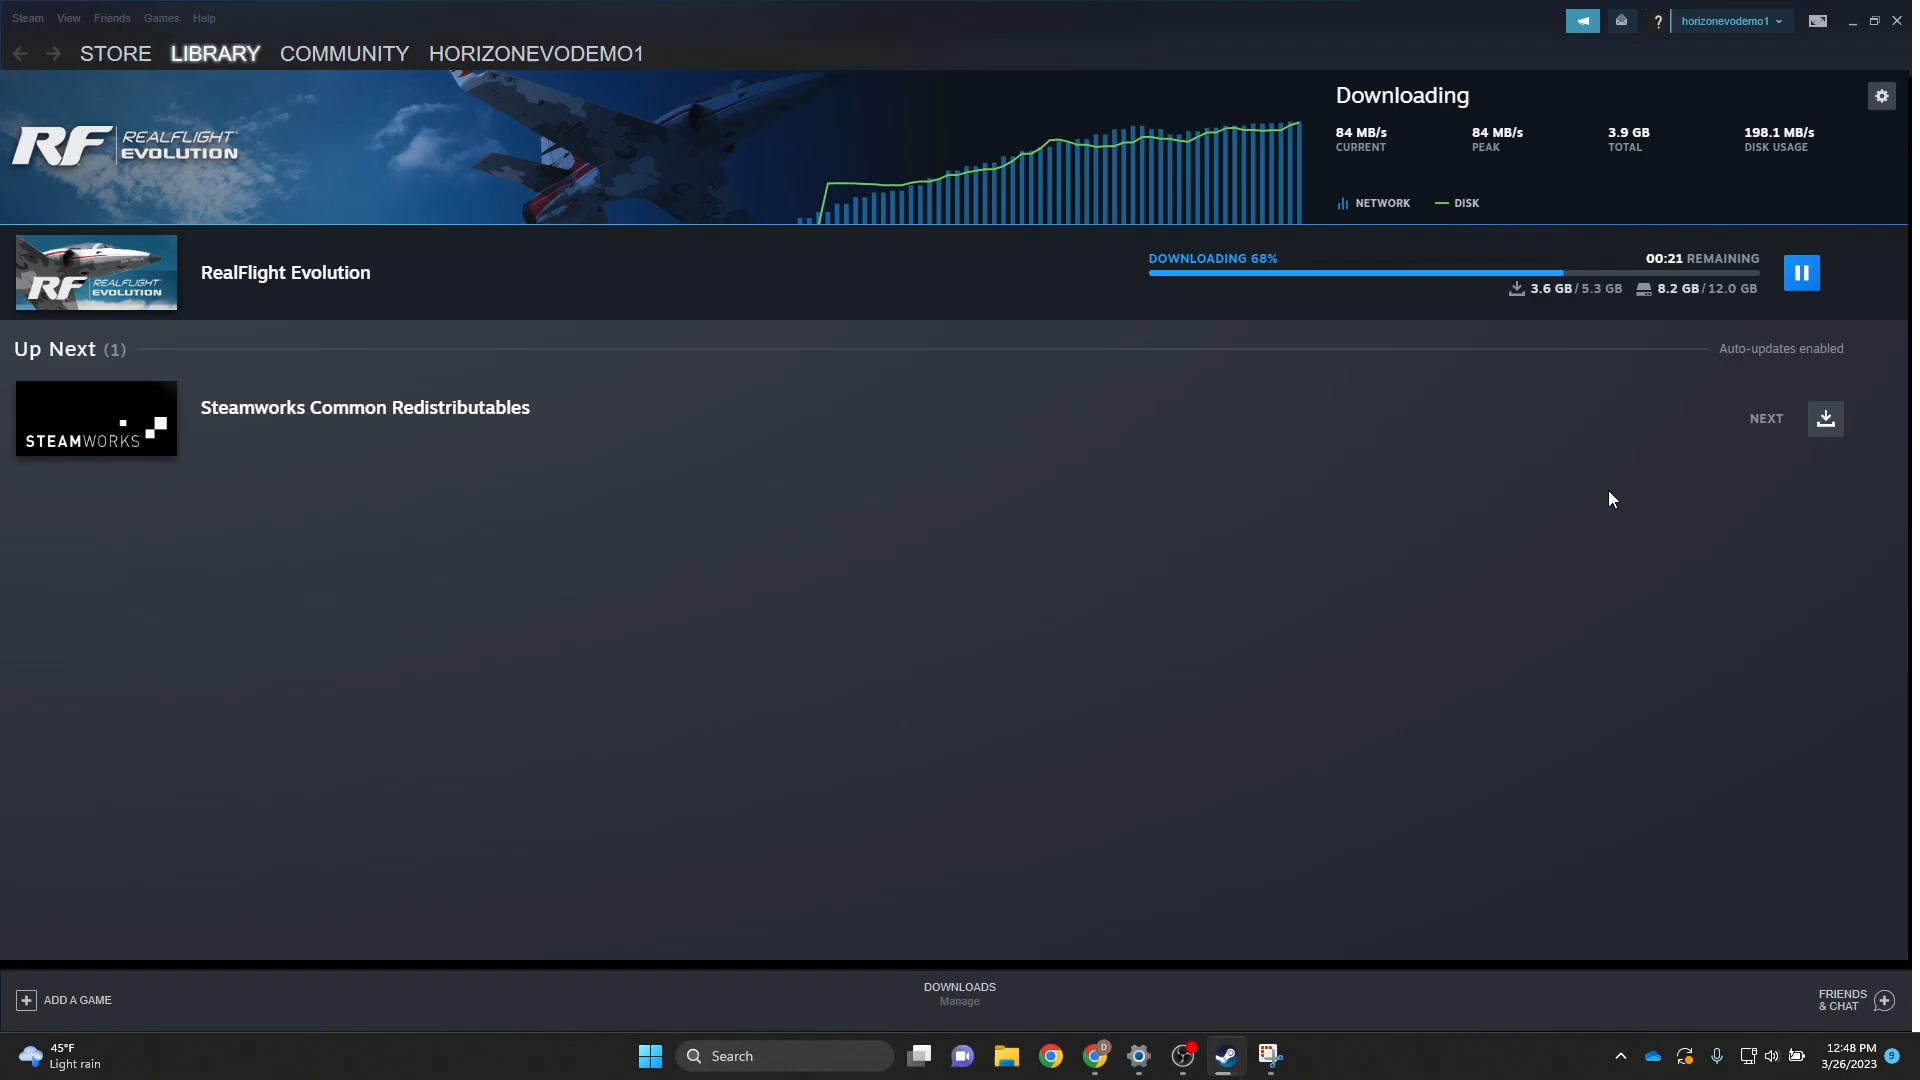 Steam View Friends Games Help
horizonevodemo1
STORE LIBRARY COMMUNITY HORIZONEVODEMO1
RF REALFLIGHT EVOLUTION
Downloading
84 MB/s 84 MB/s 3.9 GB 198.1 MB/s
CURRENT PEAK TOTAL DISK USAGE
NETWORK DISK
RF REALFLIGHT EVOLUTION
RealFlight Evolution
DOWNLOADING 68% 00:21 REMAINING
3.6 GB / 5.3 GB 8.2 GB / 12.0 GB
Up Next (1) Auto-updates enabled
STEAMWORKS
Steamworks Common Redistributables
NEXT
ADD A GAME
DOWNLOADS
Manage
FRIENDS
& CHAT
45°F
Light rain
Search
D
12:48 PM
3/26/2023
9